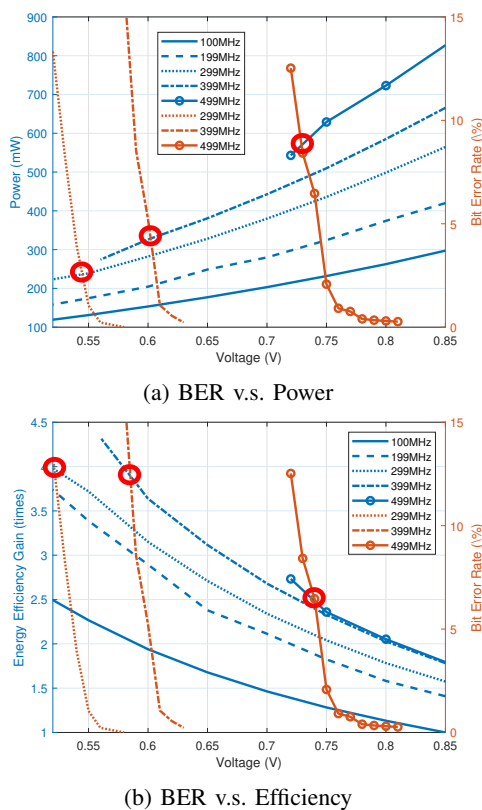 900
800
700
600
500
400
300
200
100
Power (mW)
100MHz
199MHz
299MHz
399MHz
499MHz
299MHz
399MHz
499MHz
15
10
5
0
Bit Error Rate (\%)
0.55 0.6 0.65 0.7 0.75 0.8 0.85
Voltage (V)
(a) BER v.s. Power
4.5
4
3.5
3
2.5
2
1.5
1
Energy Efficiency Gain (times)
100MHz
199MHz
299MHz
399MHz
499MHz
299MHz
399MHz
499MHz
15
10
5
0
Bit Error Rate (\%)
0.55 0.6 0.65 0.7 0.75 0.8 0.85
Voltage (V)
(b) BER v.s. Efficiency